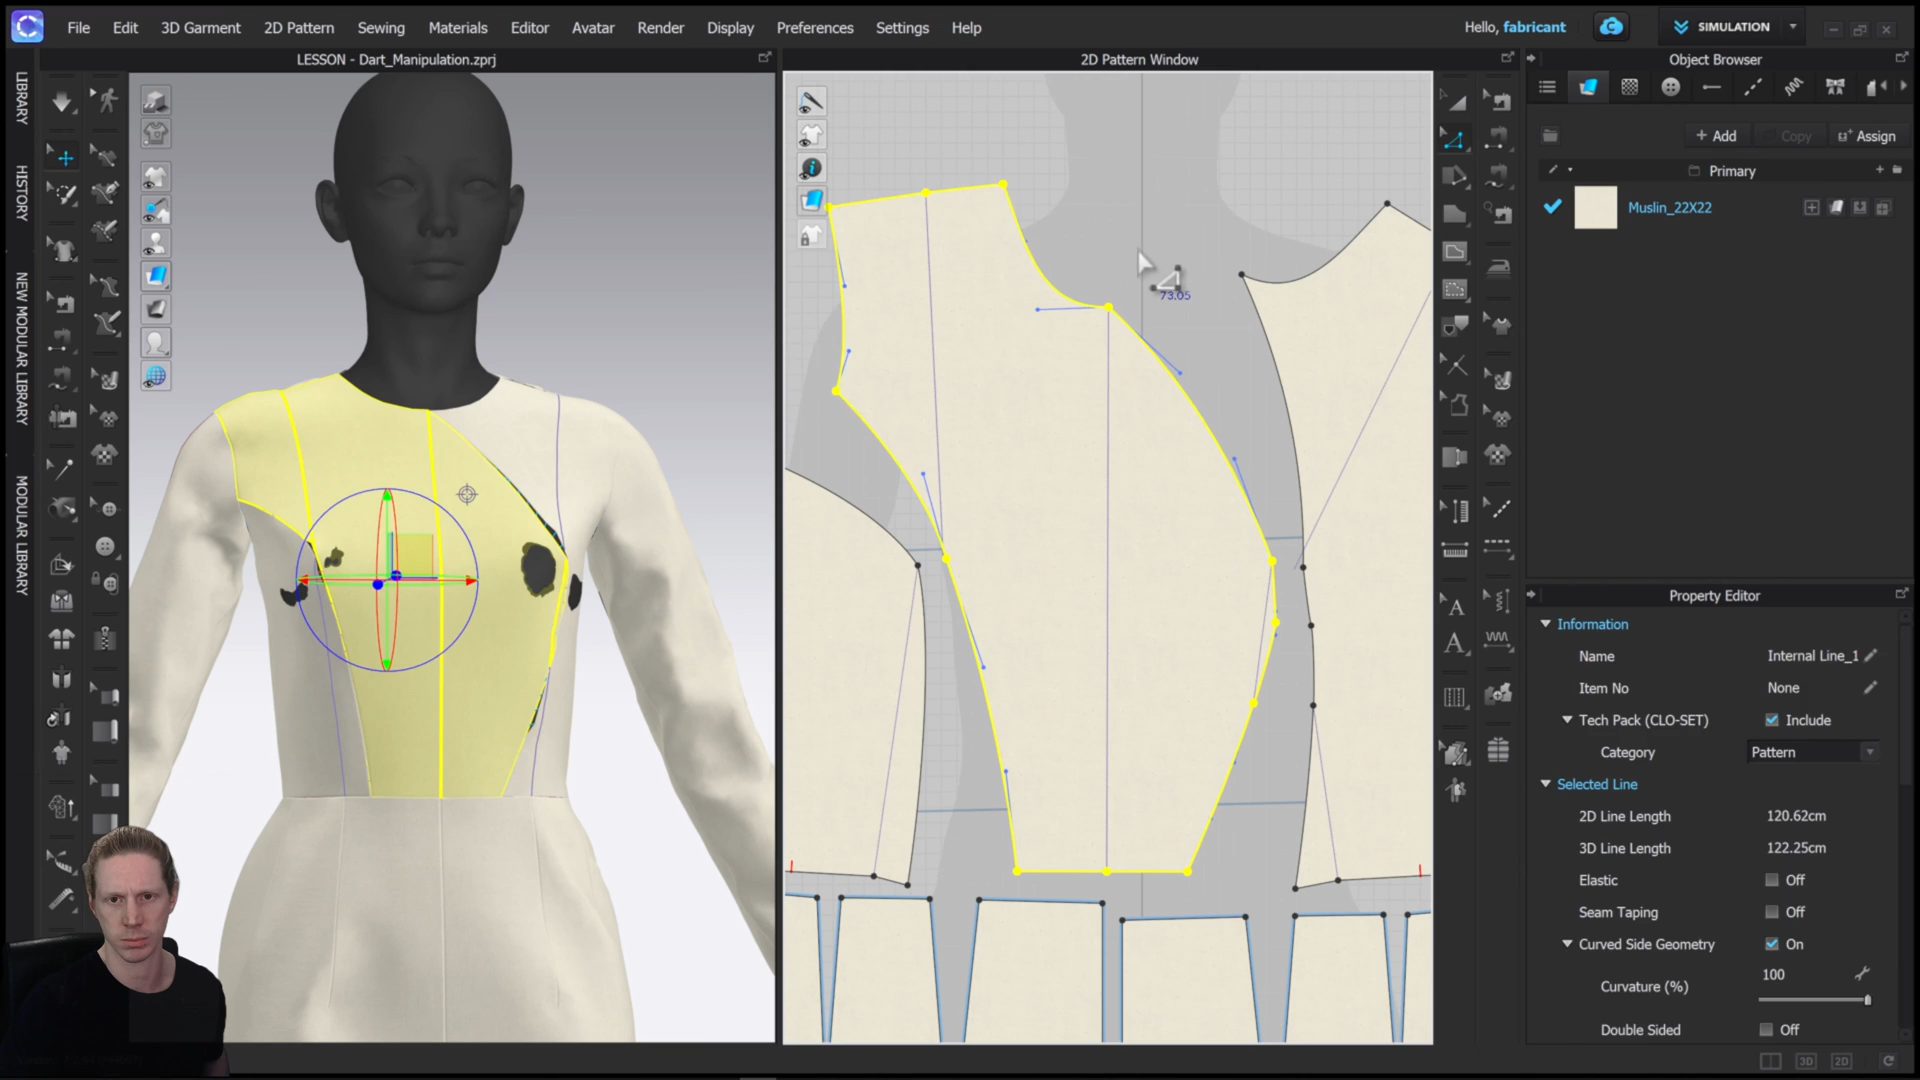 File Edit 3D Garment 2D Pattern Sewing Materials Editor Avatar Render Display Preferences Settings Help
Hello, fabricant
SIMULATION
LESSON - Dart_Manipulation.zprj
2D Pattern Window
Object Browser
LIBRARY
HISTORY
NEW MODULAR LIBRARY
MODULAR LIBRARY
73.05
A
A
+ Add Copy Assign
Primary
Muslin_22X22
Property Editor
Information
Name Internal Line_1
Item No None
Tech Pack (CLO-SET) Include
Category Pattern
Selected Line
2D Line Length 120.62cm
3D Line Length 122.25cm
Elastic Off
Seam Taping Off
Curved Side Geometry On
Curvature (%) 100
Double Sided Off
3D 2D